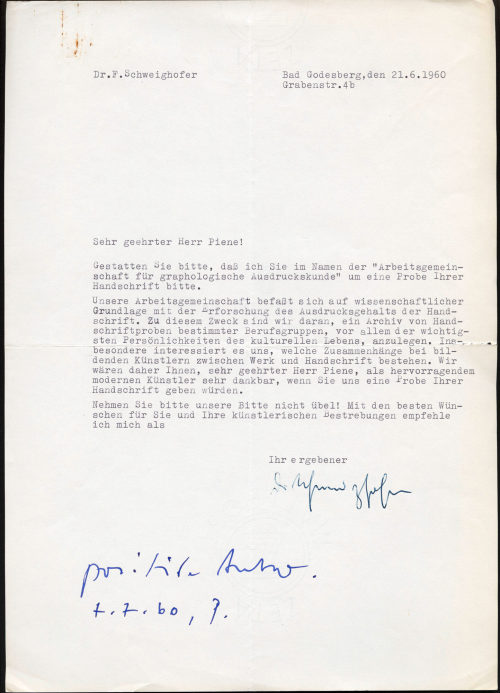 Dr.F.Schweighofer
Bad Godesberg,den 21.6.1960
Grabenstr.4b
Sehr geehrter Herr Piene!
Gestatten Sie bitte, daß ich Sie im Namen der "Arbeitsgemein-
schaft für graphologische Ausdruckskunde" um eine Probe Ihrer
Handschrift bitte.
Unsere Arbeitsgemeinschaft befaßt sich auf wissenschaftlicher
Grundlage mit der Erforschung des Ausdrucksgehalts der Hand-
schrift. Zu diesem Zweck sind wir daran, ein Archiv von Hand-
schriftproben bestimmter Berufsgruppen, vor allem der wichtig-
sten Persönlichkeiten des kulturellen Lebens, anzulegen. Ins-
besondere interessiert es uns, welche Zusammenhänge bei bil-
denden Künstlern zwischen Werk und Handschrift bestehen. Wir
wären daher Ihnen, sehr geehrter Herr Piene, als hervorragendem
modernen Künstler sehr dankbar, wenn Sie uns eine Probe Ihrer
Handschrift geben würden.
Nehmen Sie bitte unsere Bitte nicht übel! Mit den besten Wün-
schen für Sie und Ihre künstlerischen Bestrebungen empfehle
ich mich als
Ihr ergebener
positive
7.7.60, P.